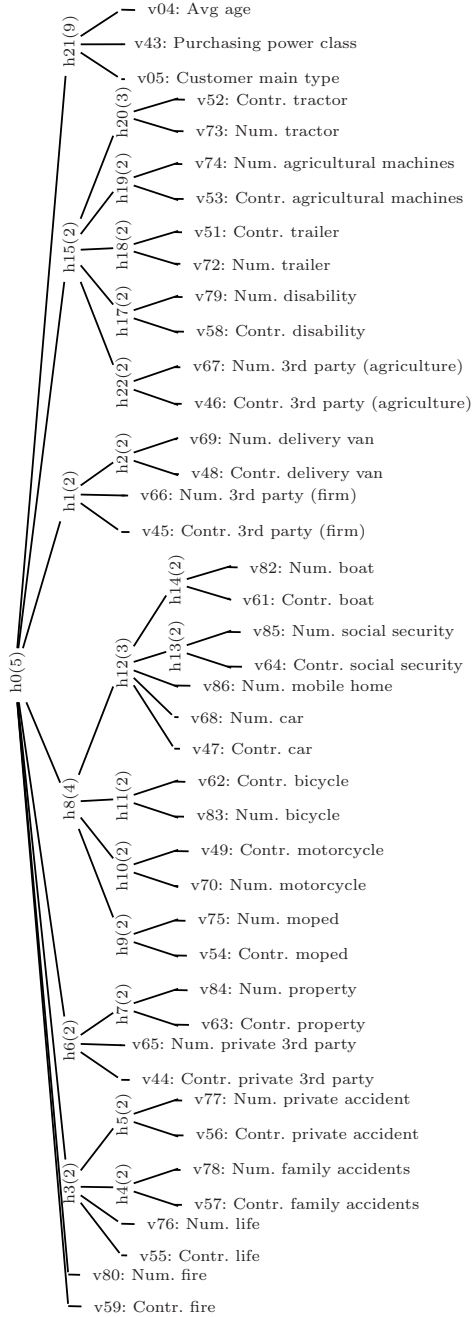 v04: Avg age
h21(9)
v43: Purchasing power class
v05: Customer main type
v52: Contr. tractor
h20(3)
v73: Num. tractor
v74: Num. agricultural machines
h19(2)
v53: Contr. agricultural machines
v51: Contr. trailer
h15(2)
h18(2)
v72: Num. trailer
v79: Num. disability
h17(2)
v58: Contr. disability
v67: Num. 3rd party (agriculture)
h22(2)
v46: Contr. 3rd party (agriculture)
v69: Num. delivery van
h2(2)
v48: Contr. delivery van
h1(2)
v66: Num. 3rd party (firm)
v45: Contr. 3rd party (firm)
v82: Num. boat
h14(2)
v61: Contr. boat
v85: Num. social security
h13(2)
h12(3)
v64: Contr. social security
h0(5)
v86: Num. mobile home
v68: Num. car
v47: Contr. car
v62: Contr. bicycle
h8(4)
h11(2)
v83: Num. bicycle
v49: Contr. motorcycle
h10(2)
v70: Num. motorcycle
v75: Num. moped
h9(2)
v54: Contr. moped
v84: Num. property
h7(2)
v63: Contr. property
h6(2)
v65: Num. private 3rd party
v44: Contr. private 3rd party
v77: Num. private accident
h5(2)
v56: Contr. private accident
v78: Num. family accidents
h3(2)
h4(2)
v57: Contr. family accidents
v76: Num. life
v55: Contr. life
v80: Num. fire
v59: Contr. fire